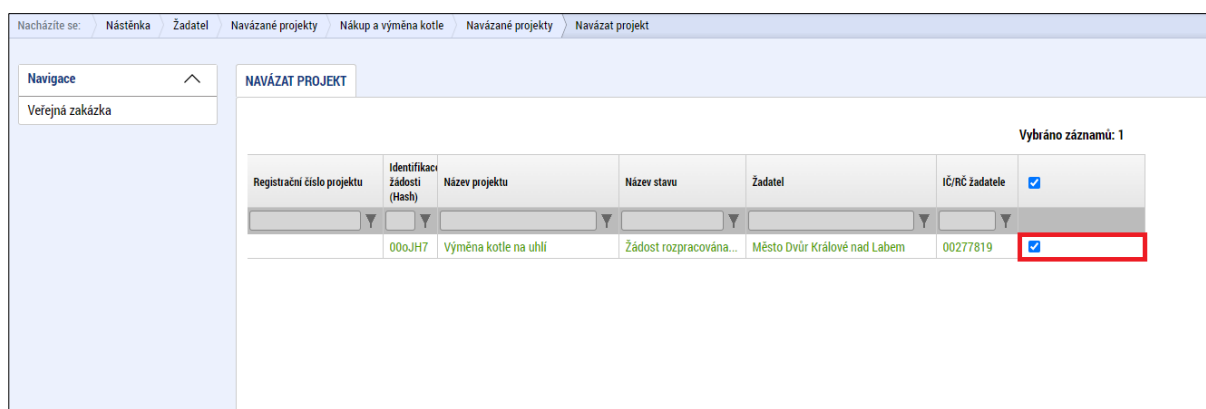 Nacházíte se: Nástěnka Žadatel Navázané projekty Nákup a výměna kotle Navázané projekty Navázat projekt
Navigace
Veřejná zakázka
NAVÁZAT PROJEKT
Vybráno záznamů: 1
Registrační číslo projektu Identifikac žádosti (Hash) Název projektu Název stavu Žadatel IČ/RČ žadatele
00oJH7 Výměna kotle na uhlí Žádost rozpracována... Město Dvůr Králové nad Labem 00277819